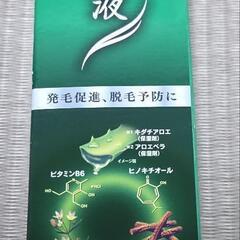 液
発毛促進、脱毛予防に
※1 キダチアロエ
(保湿剤)
※2 アロエベラ
(保湿剤)
イメージ図
ビタミンB6
ヒノキチオール